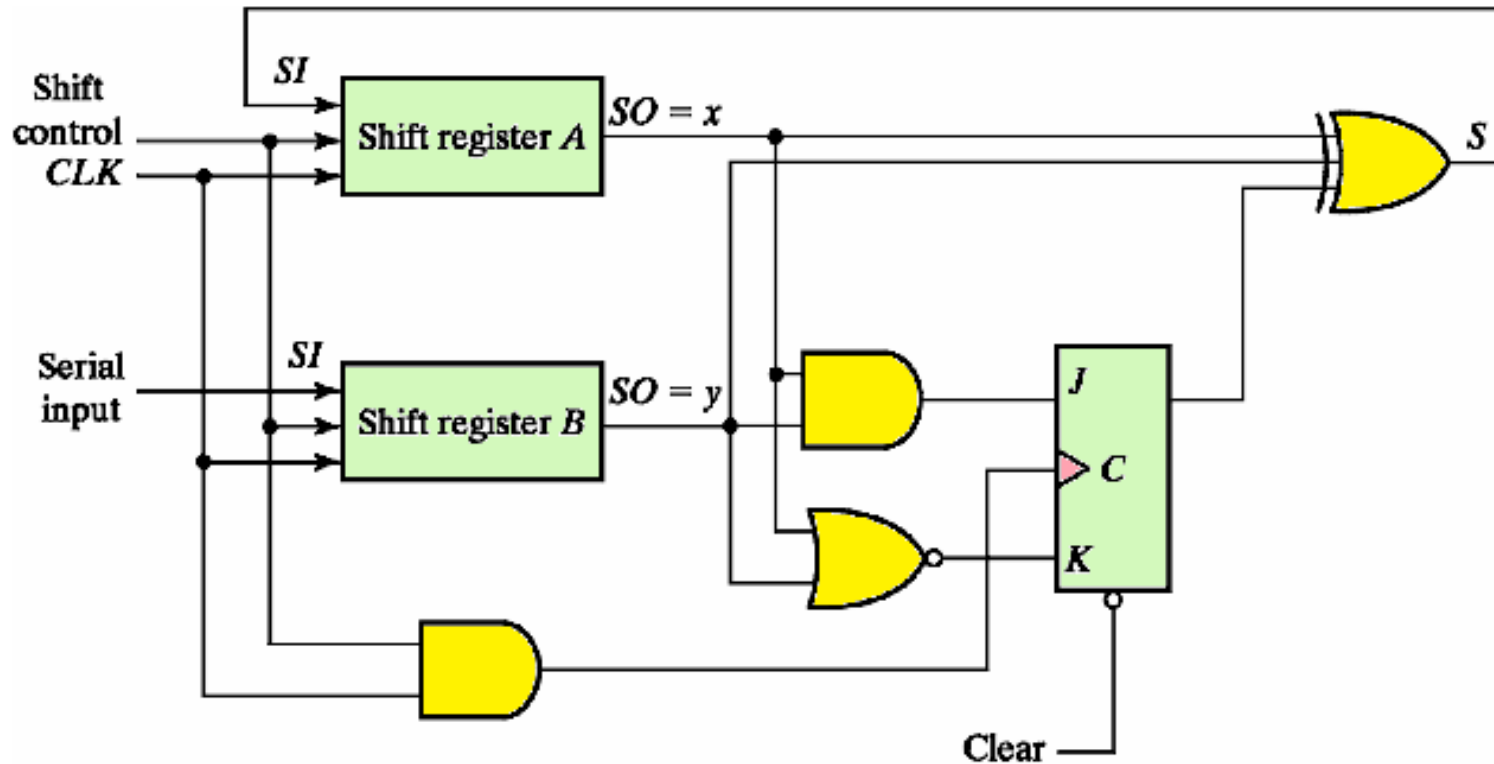 SI
Shift
control
CLK
Shift register A
SO = x
S
Serial
input
SI
Shift register B
SO = y
J
C
K
Clear